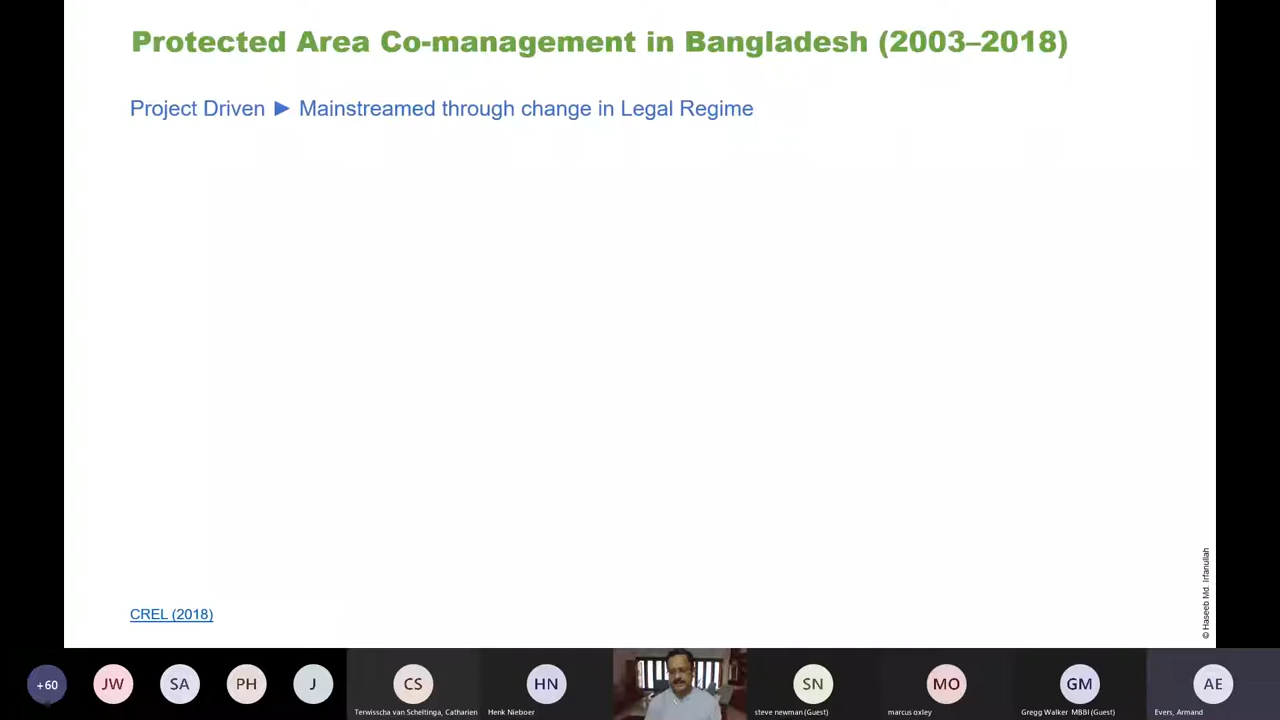 Protected Area Co-management in Bangladesh (2003–2018)
Project Driven ► Mainstreamed through change in Legal Regime
CREL (2018)
© Haseeb Md. Irfanullah
+60
JW
SA
PH
J
CS
HN
SN
MO
GM
AE
Terwisscha van Scheltinga, Catharien
Henk Nieboer
steve newman (Guest)
marcus oxley
Gregg Walker MBBI (Guest)
Evers, Armand